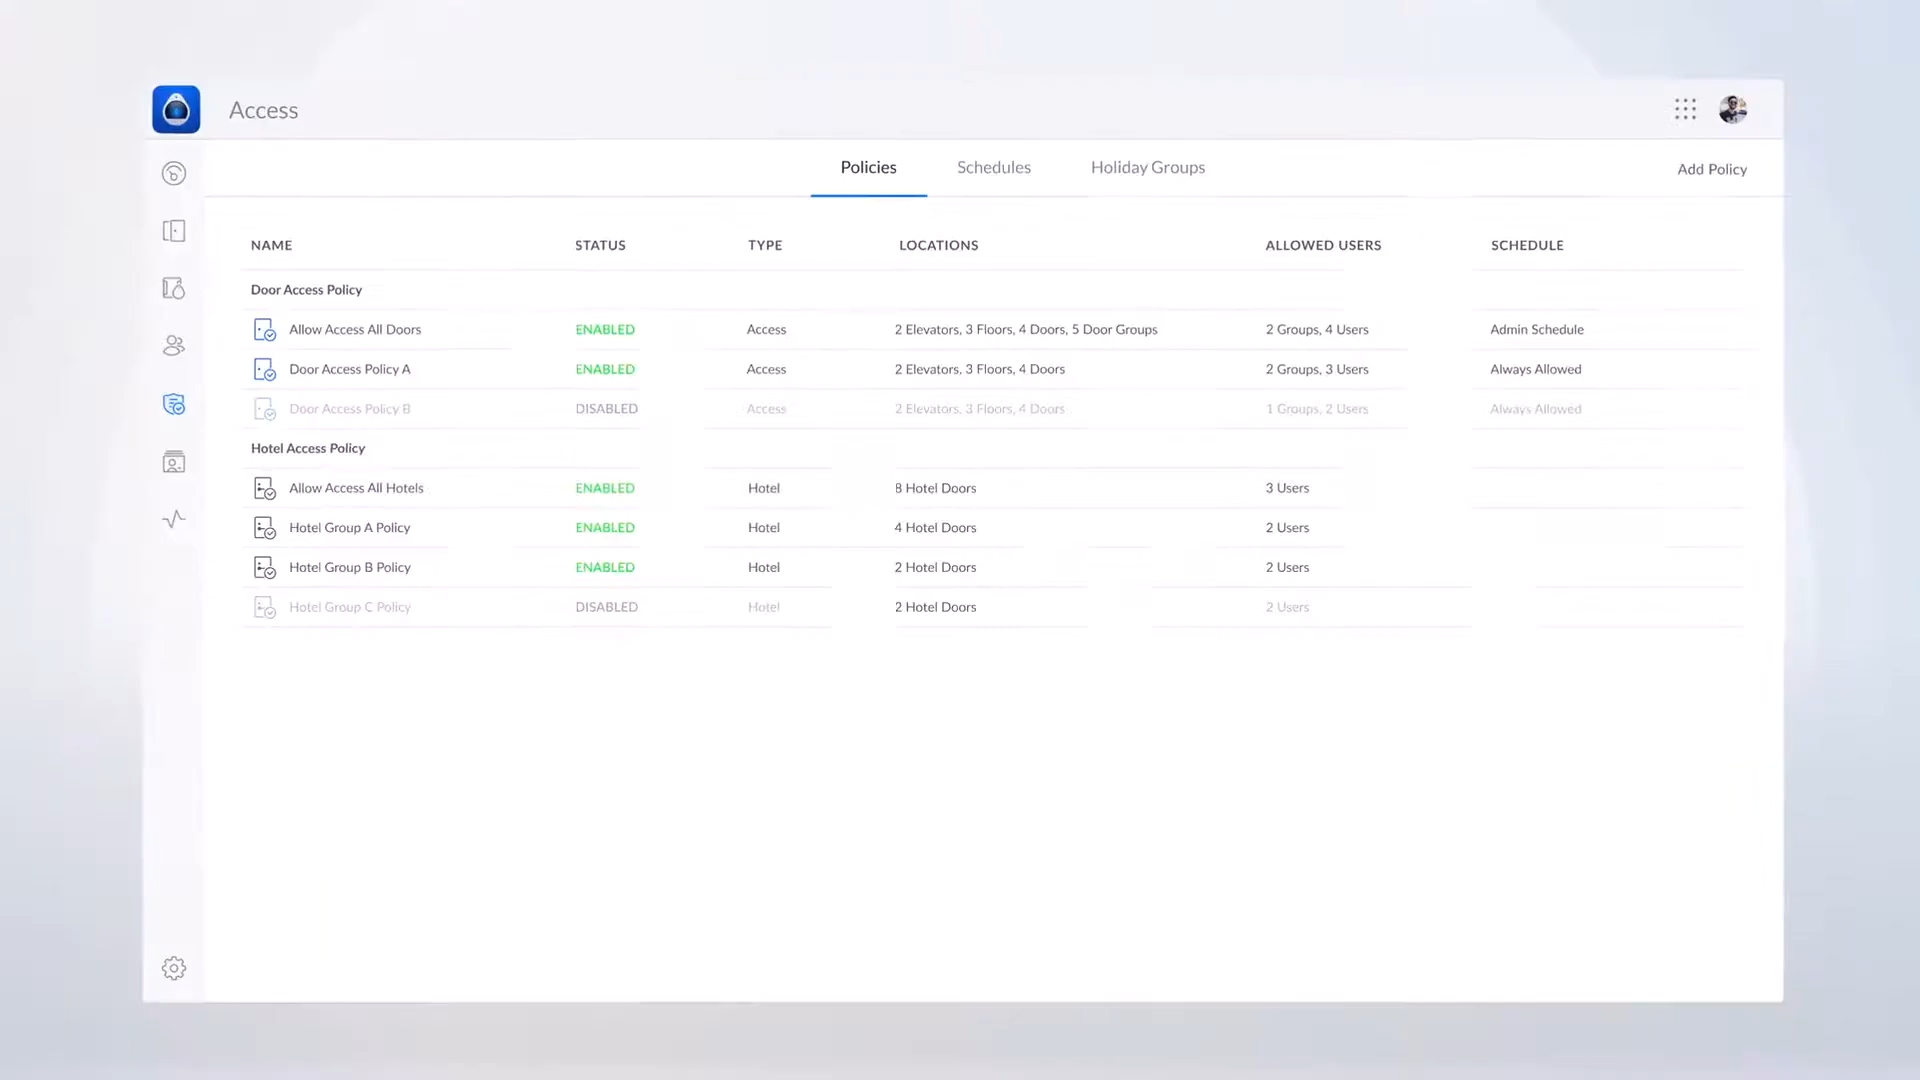 Access
Policies Schedules Holiday Groups Add Policy
NAME STATUS TYPE LOCATIONS ALLOWED USERS SCHEDULE
Door Access Policy
Allow Access All Doors ENABLED Access 2 Elevators, 3 Floors, 4 Doors, 5 Door Groups 2 Groups, 4 Users Admin Schedule
Door Access Policy A ENABLED Access 2 Elevators, 3 Floors, 4 Doors 2 Groups, 3 Users Always Allowed
Door Access Policy B DISABLED Access 2 Elevators, 3 Floors, 4 Doors 1 Groups, 2 Users Always Allowed
Hotel Access Policy
Allow Access All Hotels ENABLED Hotel 8 Hotel Doors 3 Users
Hotel Group A Policy ENABLED Hotel 4 Hotel Doors 2 Users
Hotel Group B Policy ENABLED Hotel 2 Hotel Doors 2 Users
Hotel Group C Policy DISABLED Hotel 2 Hotel Doors 2 Users